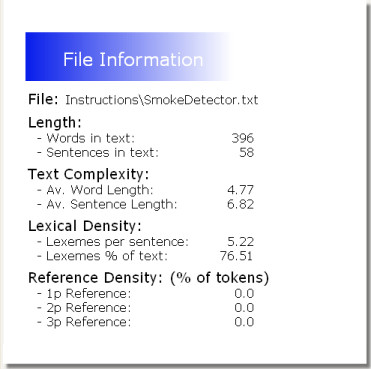 File Information
File: Instructions\SmokeDetector.txt
Length:
- Words in text: 396
- Sentences in text: 58
Text Complexity:
- Av. Word Length: 4.77
- Av. Sentence Length: 6.82
Lexical Density:
- Lexemes per sentence: 5.22
- Lexemes % of text: 76.51
Reference Density: (% of tokens)
- 1p Reference: 0.0
- 2p Reference: 0.0
- 3p Reference: 0.0